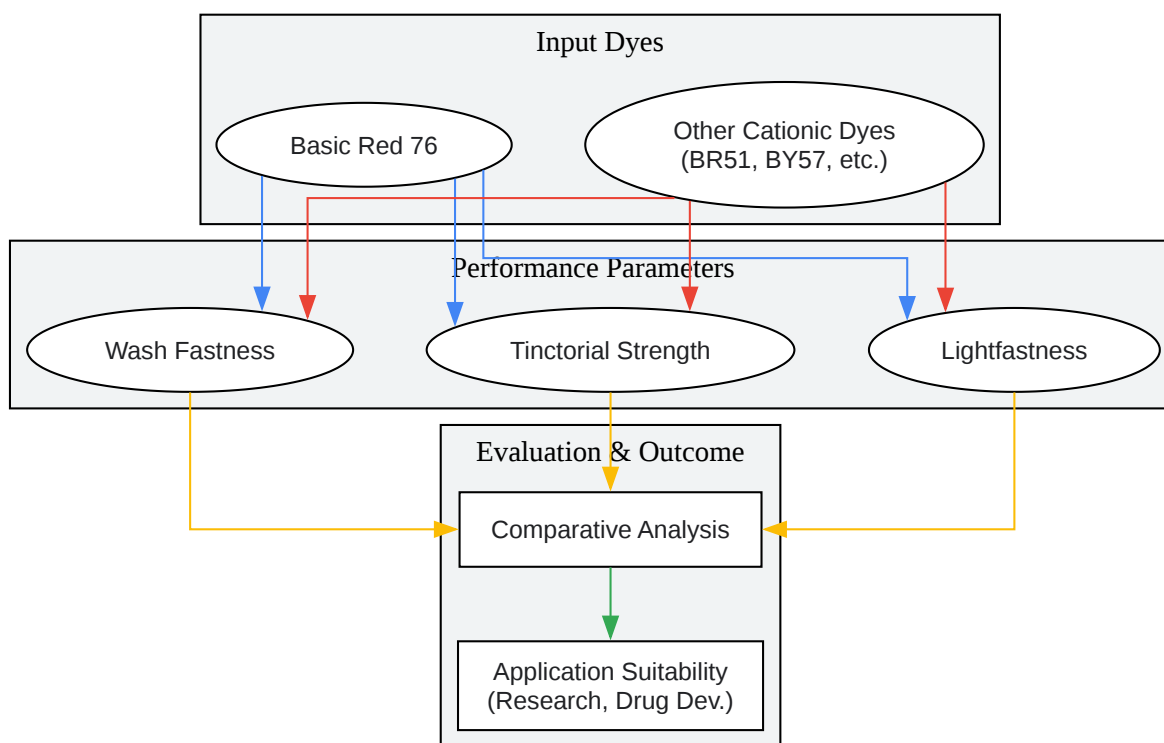 Input Dyes
Basic Red 76
Other Cationic Dyes
(BR51, BY57, etc.)
Performance Parameters
Wash Fastness
Tinctorial Strength
Lightfastness
Evaluation & Outcome
Comparative Analysis
Application Suitability
(Research, Drug Dev.)